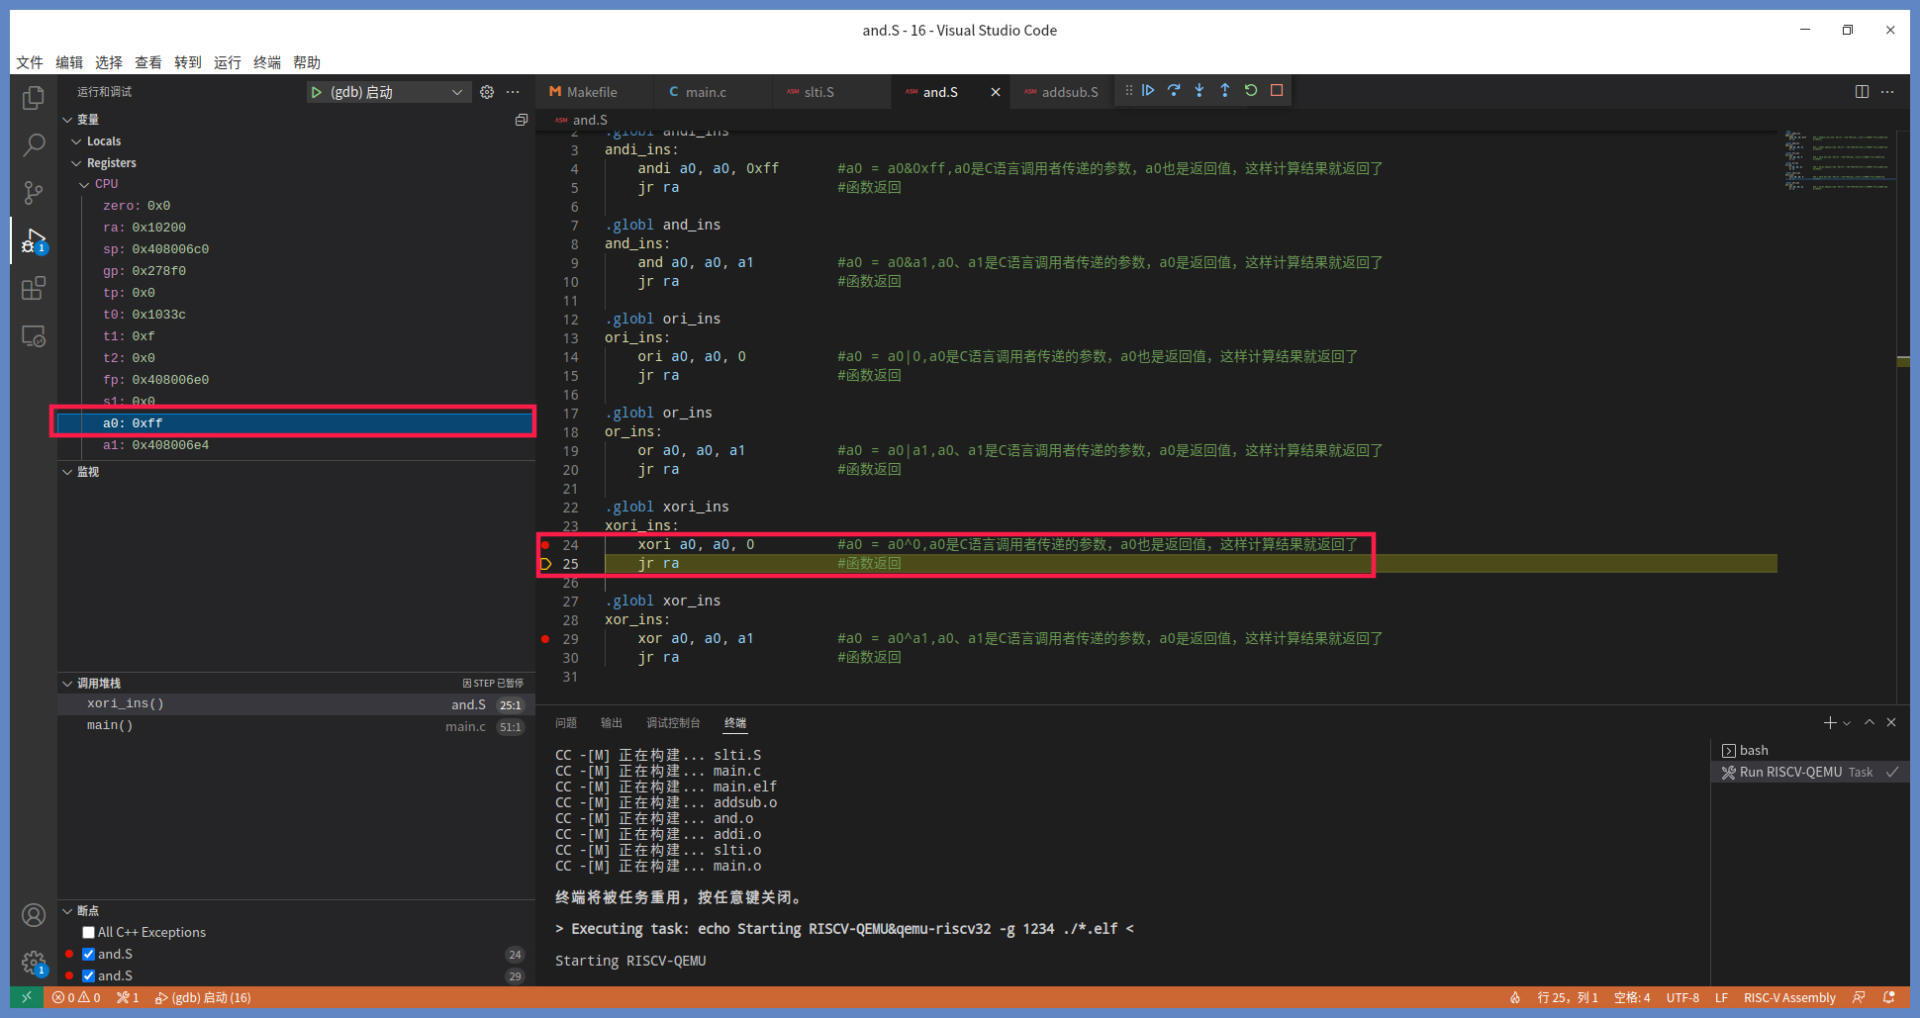 and.S - 16 - Visual Studio Code
文件 编辑 选择 查看 转到 运行 终端 帮助
运行和调试
(gdb) 启动
Makefile
C main.c
slti.S
and.S
addsub.S
and.S
变量
Locals
Registers
CPU
zero: 0x0
ra: 0x10200
sp: 0x408006c0
gp: 0x278f0
tp: 0x0
t0: 0x1033c
t1: 0xf
t2: 0x0
fp: 0x408006e0
s1: 0x0
a0: 0xff
a1: 0x408006e4
监视
调用堆栈
因 STEP 已暂停
xori_ins() and.S 25:1
main() main.c 51:1
断点
All C++ Exceptions
and.S 24
and.S 29
2 .globl andi_ins
3 andi_ins:
4 andi a0, a0, 0xff #a0 = a0&0xff,a0是C语言调用者传递的参数，a0也是返回值，这样计算结果就返回了
5 jr ra #函数返回
6
7 .globl and_ins
8 and_ins:
9 and a0, a0, a1 #a0 = a0&a1,a0、a1是C语言调用者传递的参数，a0是返回值，这样计算结果就返回了
10 jr ra #函数返回
11
12 .globl ori_ins
13 ori_ins:
14 ori a0, a0, 0 #a0 = a0|0,a0是C语言调用者传递的参数，a0也是返回值，这样计算结果就返回了
15 jr ra #函数返回
16
17 .globl or_ins
18 or_ins:
19 or a0, a0, a1 #a0 = a0|a1,a0、a1是C语言调用者传递的参数，a0是返回值，这样计算结果就返回了
20 jr ra #函数返回
21
22 .globl xori_ins
23 xori_ins:
24 xori a0, a0, 0 #a0 = a0^0,a0是C语言调用者传递的参数，a0也是返回值，这样计算结果就返回了
25 jr ra #函数返回
26
27 .globl xor_ins
28 xor_ins:
29 xor a0, a0, a1 #a0 = a0^a1,a0、a1是C语言调用者传递的参数，a0是返回值，这样计算结果就返回了
30 jr ra #函数返回
31
问题 输出 调试控制台 终端
CC -[M] 正在构建... slti.S
CC -[M] 正在构建... main.c
CC -[M] 正在构建... main.elf
CC -[M] 正在构建... addsub.o
CC -[M] 正在构建... and.o
CC -[M] 正在构建... addi.o
CC -[M] 正在构建... slti.o
CC -[M] 正在构建... main.o
终端将被任务重用，按任意键关闭。
> Executing task: echo Starting RISCV-QEMU&qemu-riscv32 -g 1234 ./*.elf <
Starting RISCV-QEMU
bash
Run RISCV-QEMU Task
0 0 1 (gdb) 启动 (16)
行 25，列 1 空格: 4 UTF-8 LF RISC-V Assembly